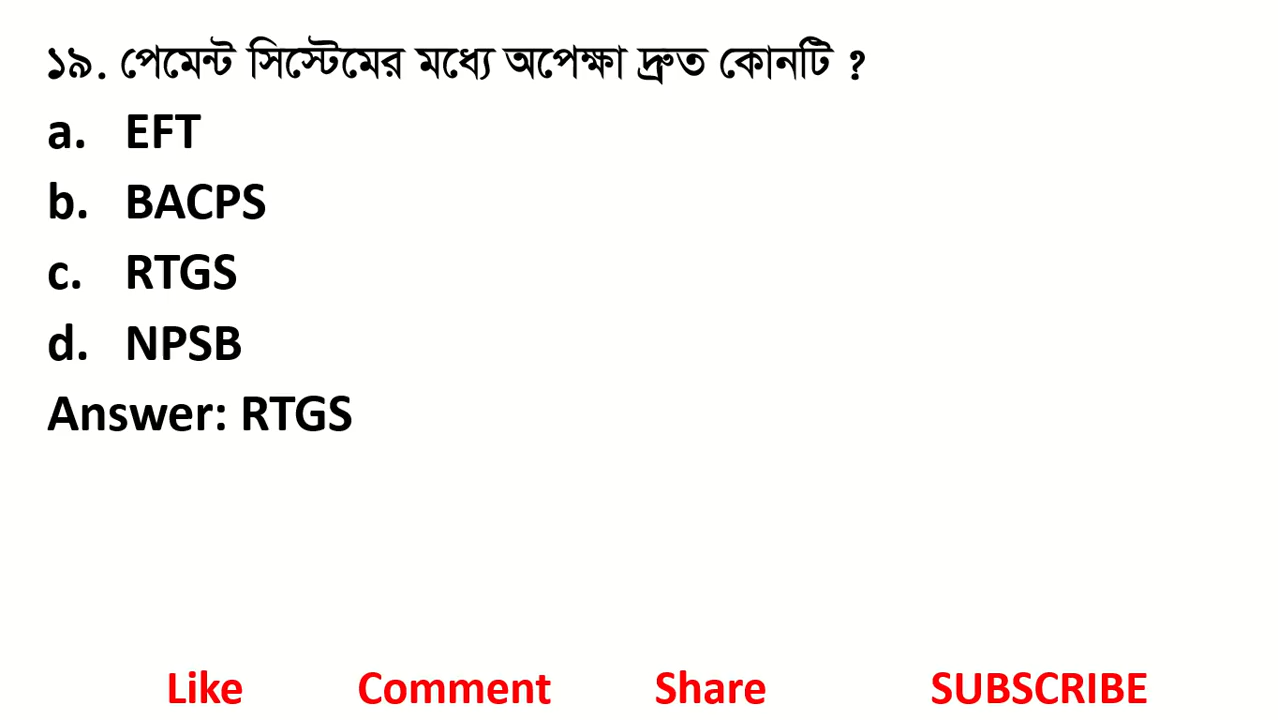 ১৯. পেমেন্ট সিস্টেমের মধ্যে অপেক্ষা দ্রুত কোনটি ?
a. EFT
b. BACPS
c. RTGS
d. NPSB
Answer: RTGS
Like Comment Share SUBSCRIBE